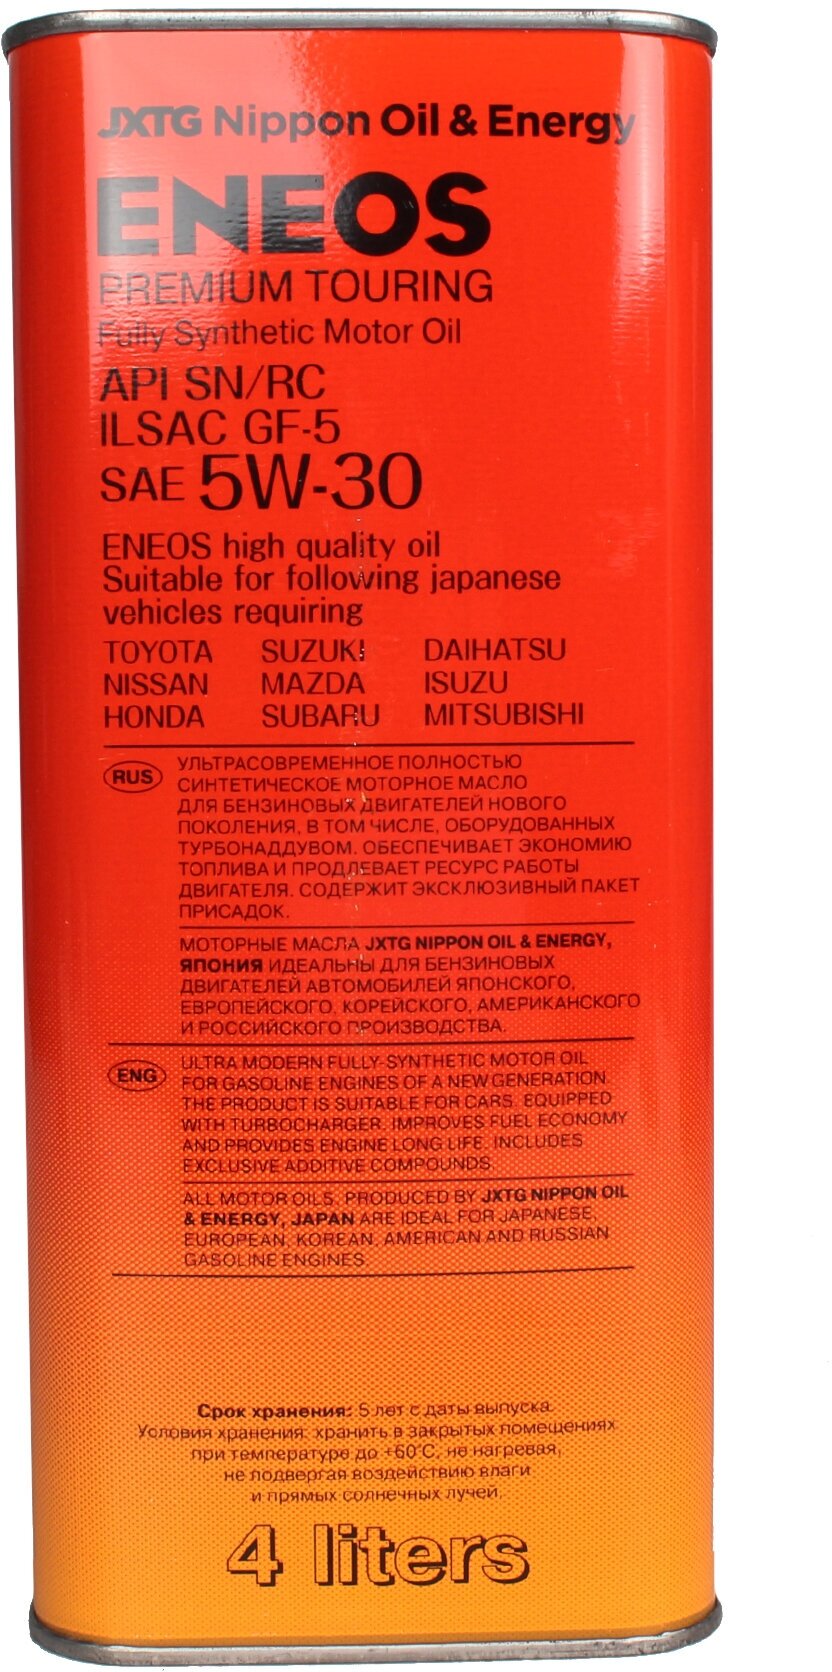 JXTG Nippon Oil & Energy
ENEOS
PREMIUM TOURING
Fully Synthetic Motor Oil
API SN/RC
ILSAC GF-5
SAE 5W-30
ENEOS high quality oil
Suitable for following japanese
vehicles requiring
TOYOTA SUZUKI DAIHATSU
NISSAN MAZDA ISUZU
HONDA SUBARU MITSUBISHI
RUS
УЛЬТРАСОВРЕМЕННОЕ ПОЛНОСТЬЮ
СИНТЕТИЧЕСКОЕ МОТОРНОЕ МАСЛО
ДЛЯ БЕНЗИНОВЫХ ДВИГАТЕЛЕЙ НОВОГО
ПОКОЛЕНИЯ, В ТОМ ЧИСЛЕ, ОБОРУДОВАННЫХ
ТУРБОНАДДУВОМ. ОБЕСПЕЧИВАЕТ ЭКОНОМИЮ
ТОПЛИВА И ПРОДЛЕВАЕТ РЕСУРС РАБОТЫ
ДВИГАТЕЛЯ. СОДЕРЖИТ ЭКСКЛЮЗИВНЫЙ ПАКЕТ
ПРИСАДОК.
МОТОРНЫЕ МАСЛА JXTG NIPPON OIL & ENERGY,
ЯПОНИЯ ИДЕАЛЬНЫ ДЛЯ БЕНЗИНОВЫХ
ДВИГАТЕЛЕЙ АВТОМОБИЛЕЙ ЯПОНСКОГО,
ЕВРОПЕЙСКОГО, КОРЕЙСКОГО, АМЕРИКАНСКОГО
И РОССИЙСКОГО ПРОИЗВОДСТВА.
ENG
ULTRA MODERN FULLY-SYNTHETIC MOTOR OIL
FOR GASOLINE ENGINES OF A NEW GENERATION.
THE PRODUCT IS SUITABLE FOR CARS, EQUIPPED
WITH TURBOCHARGER. IMPROVES FUEL ECONOMY
AND PROVIDES ENGINE LONG LIFE. INCLUDES
EXCLUSIVE ADDITIVE COMPOUNDS.
ALL MOTOR OILS, PRODUCED BY JXTG NIPPON OIL
& ENERGY, JAPAN ARE IDEAL FOR JAPANESE,
EUROPEAN, KOREAN, AMERICAN AND RUSSIAN
GASOLINE ENGINES.
Срок хранения: 5 лет с даты выпуска.
Условия хранения: хранить в закрытых помещениях
при температуре до +60°С, не нагревая,
не подвергая воздействию влаги
и прямых солнечных лучей.
4 liters